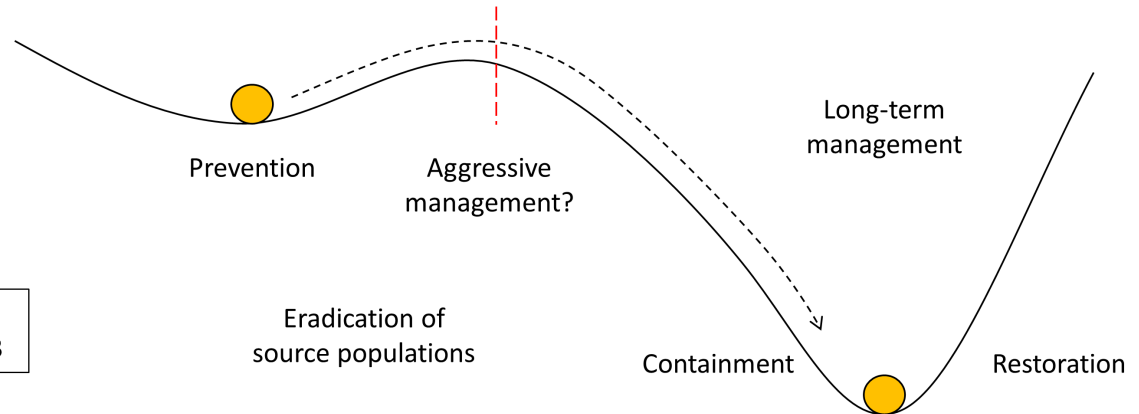 Long-term
management
Prevention
Aggressive
management?
Eradication of
source populations
Containment
Restoration